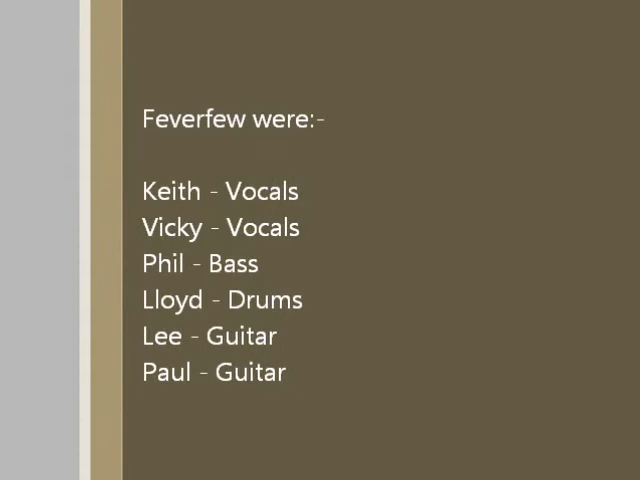 Feverfew were:-
Keith - Vocals
Vicky - Vocals
Phil - Bass
Lloyd - Drums
Lee - Guitar
Paul - Guitar